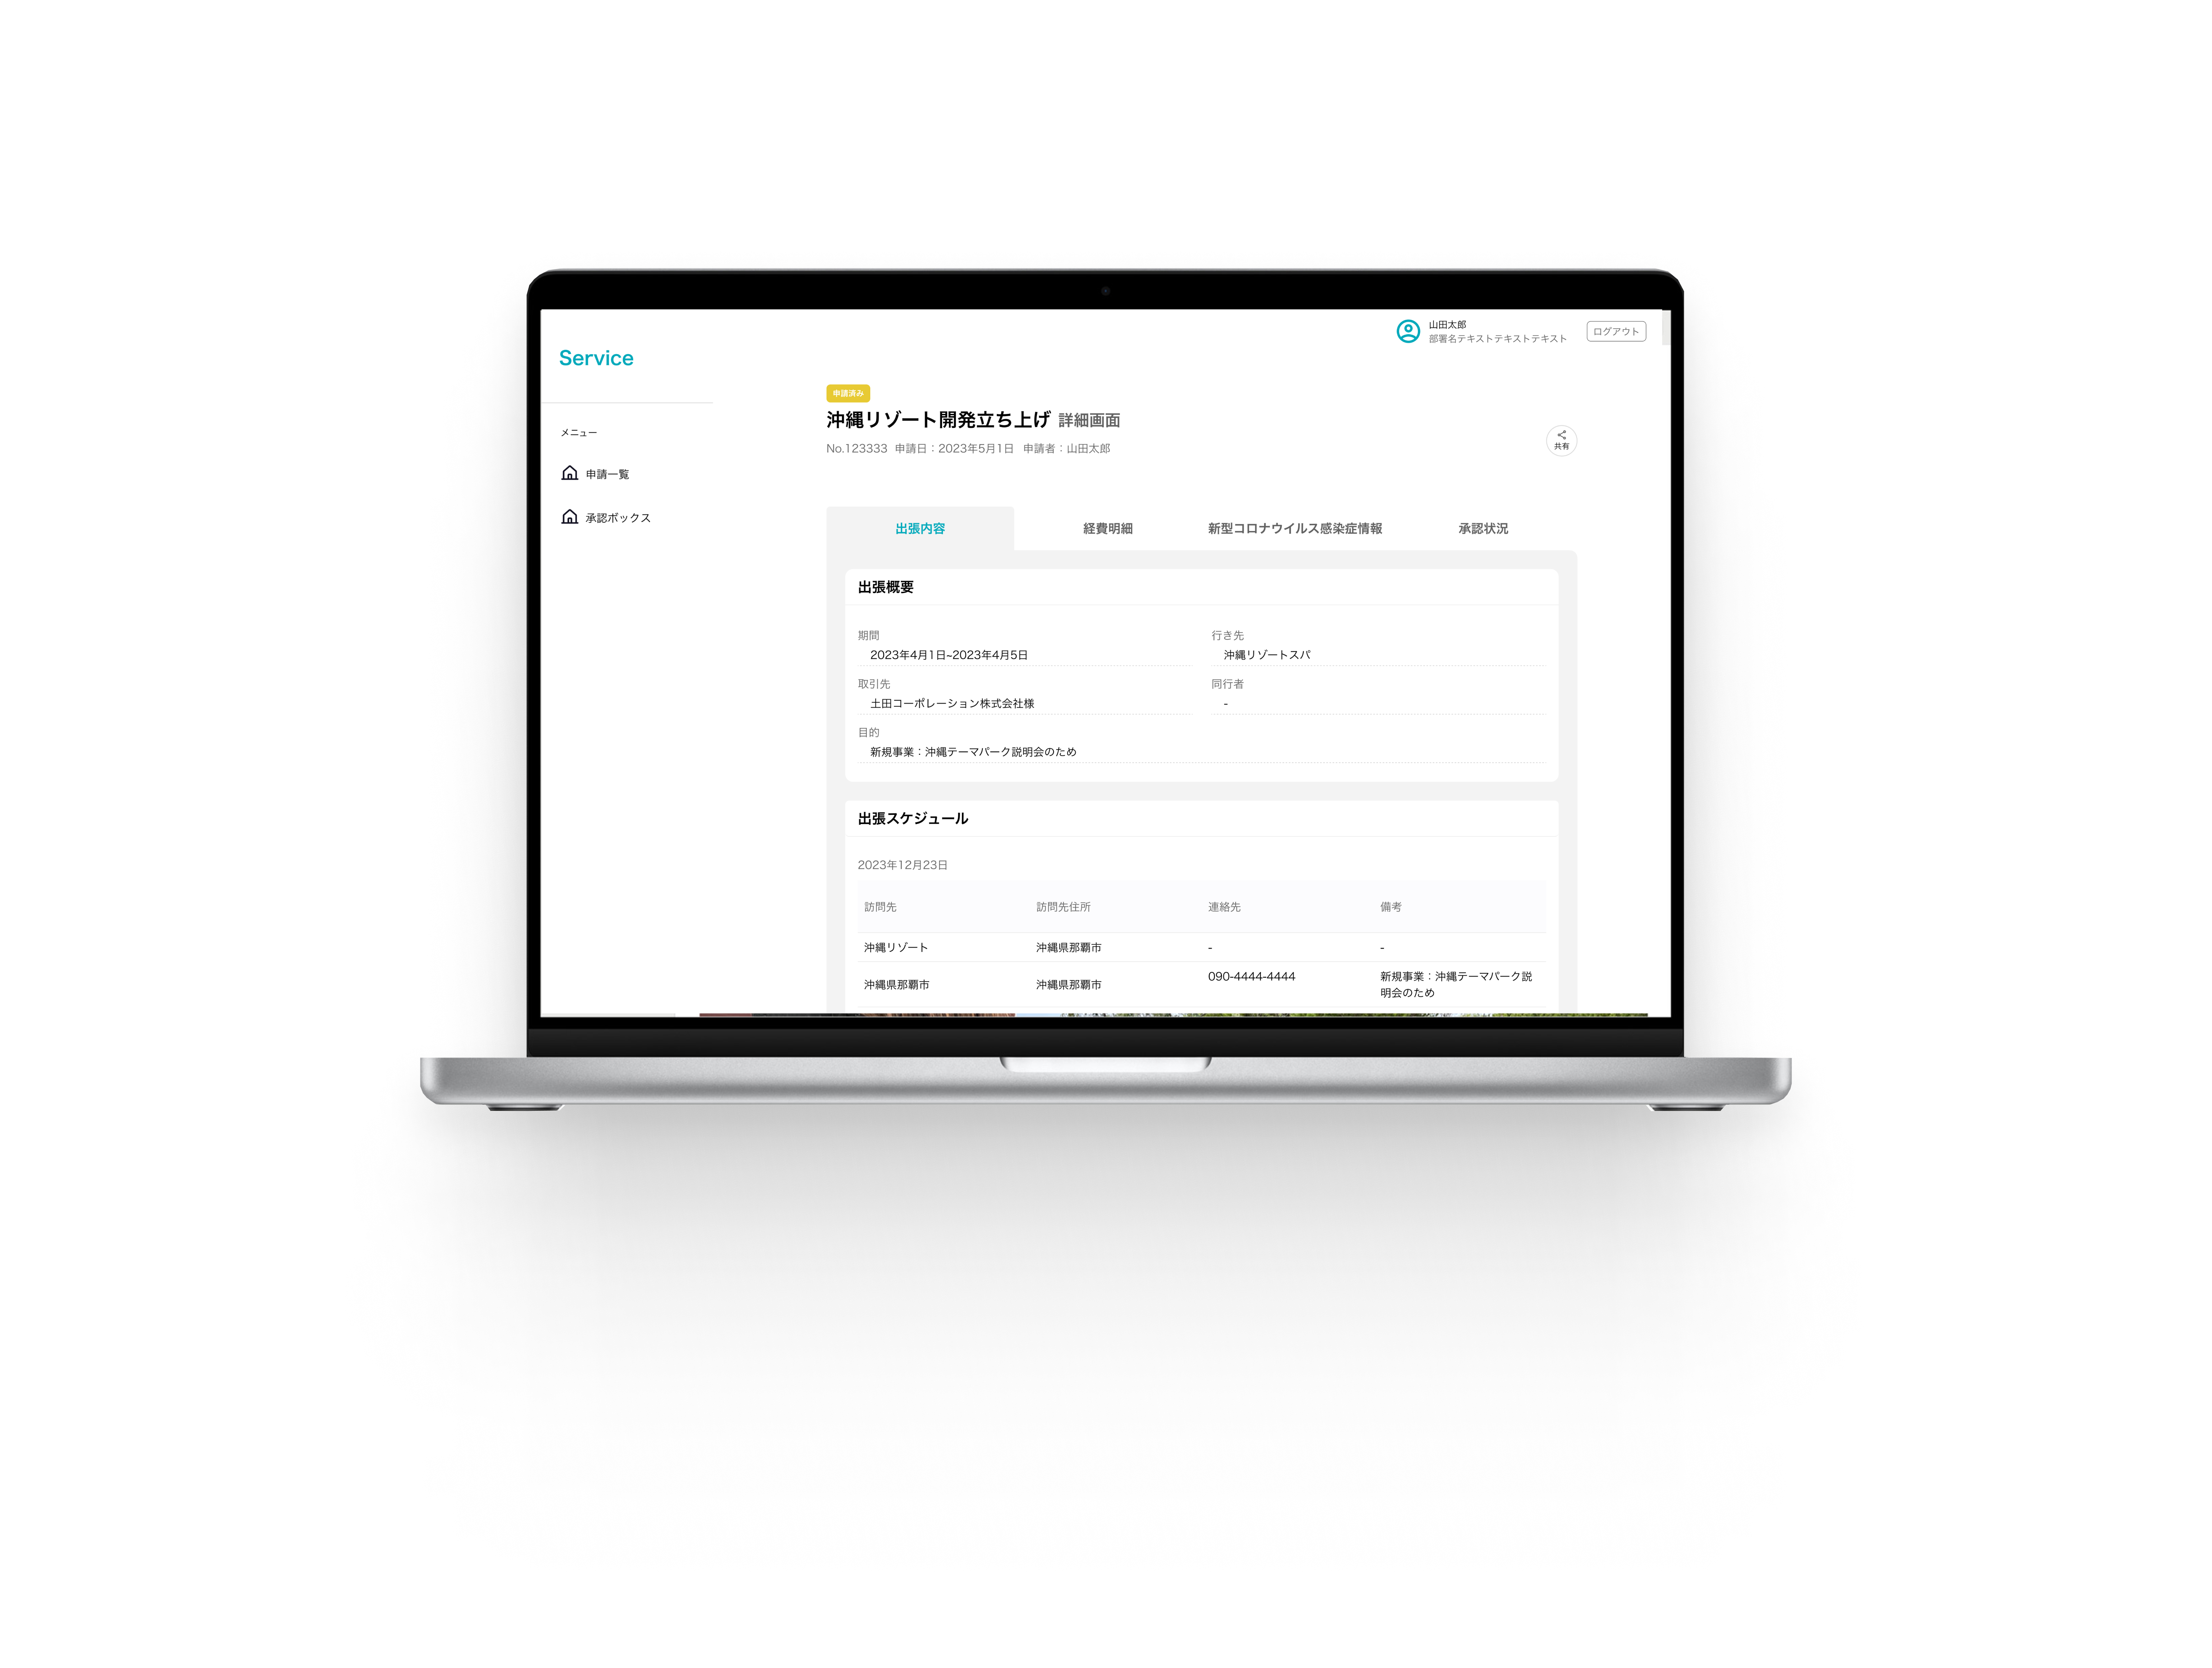 山田太郎
部署名テキストテキストテキスト
ログアウト
Service
メニュー
申請一覧
承認ボックス
申請済み
沖縄リゾート開発立ち上げ 詳細画面
No.123333 申請日：2023年5月1日 申請者：山田太郎
共有
出張内容 経費明細 新型コロナウイルス感染症情報 承認状況
出張概要
期間 行き先
2023年4月1日~2023年4月5日 沖縄リゾートスパ
取引先 同行者
土田コーポレーション株式会社様 -
目的
新規事業：沖縄テーマパーク説明会のため
出張スケジュール
2023年12月23日
訪問先 訪問先住所 連絡先 備考
沖縄リゾート 沖縄県那覇市 - -
沖縄県那覇市 沖縄県那覇市 090-4444-4444 新規事業：沖縄テーマパーク説
明会のため